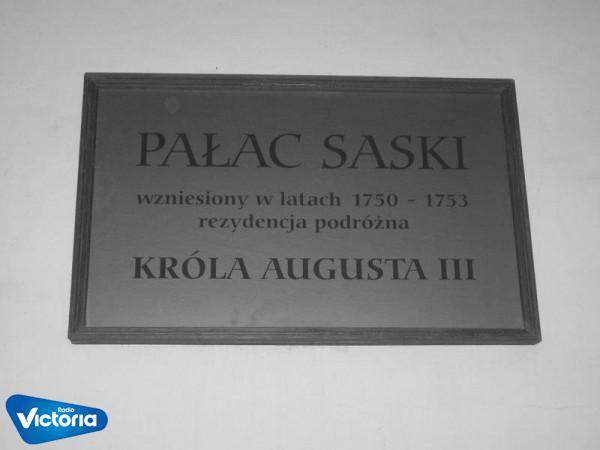 PAŁAC SASKI
wzniesiony w latach 1750 - 1753
rezydencja podróżna
KRÓLA AUGUSTA III
Radio
Victoria